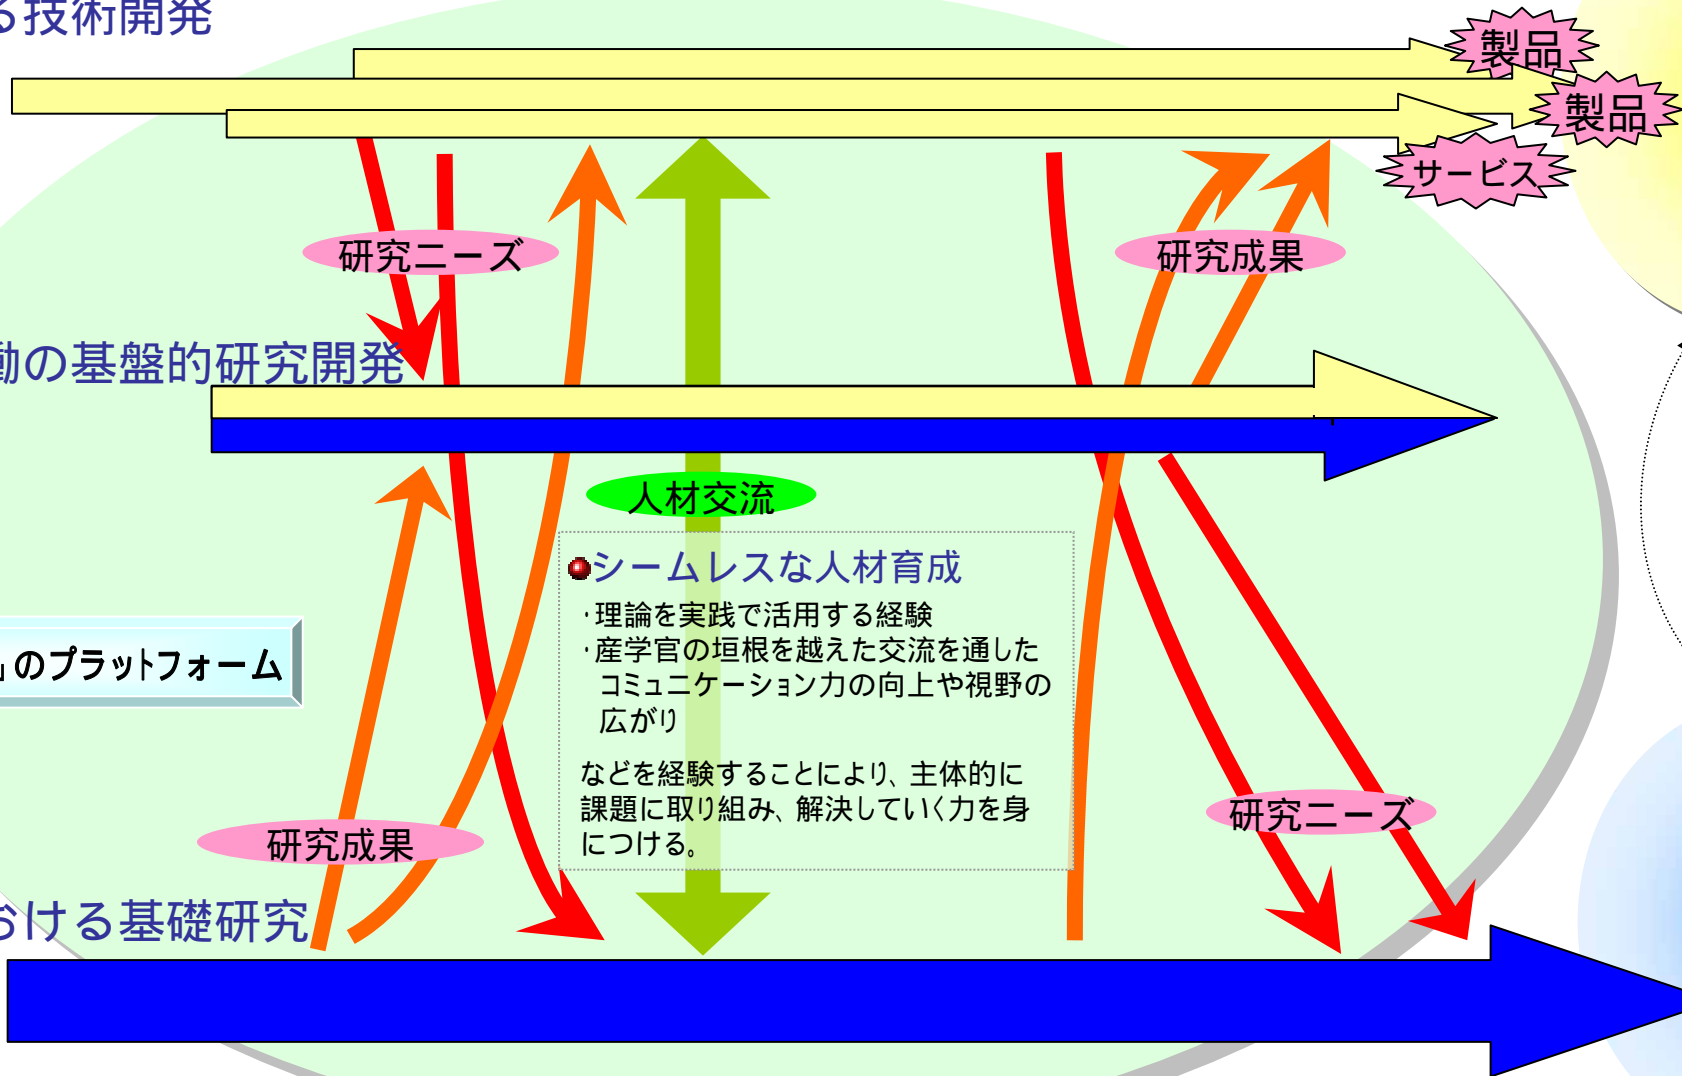 る技術開発
製品
製品
サービス
研究ニーズ
研究成果
働の基盤的研究開発
人材交流
シームレスな人材育成
・理論を実践で活用する経験
・産学官の垣根を越えた交流を通した
コミュニケーション力の向上や視野の
広がり
などを経験することにより、主体的に
課題に取り組み、解決していく力を身
につける。
」のプラットフォーム
研究ニーズ
研究成果
おける基礎研究